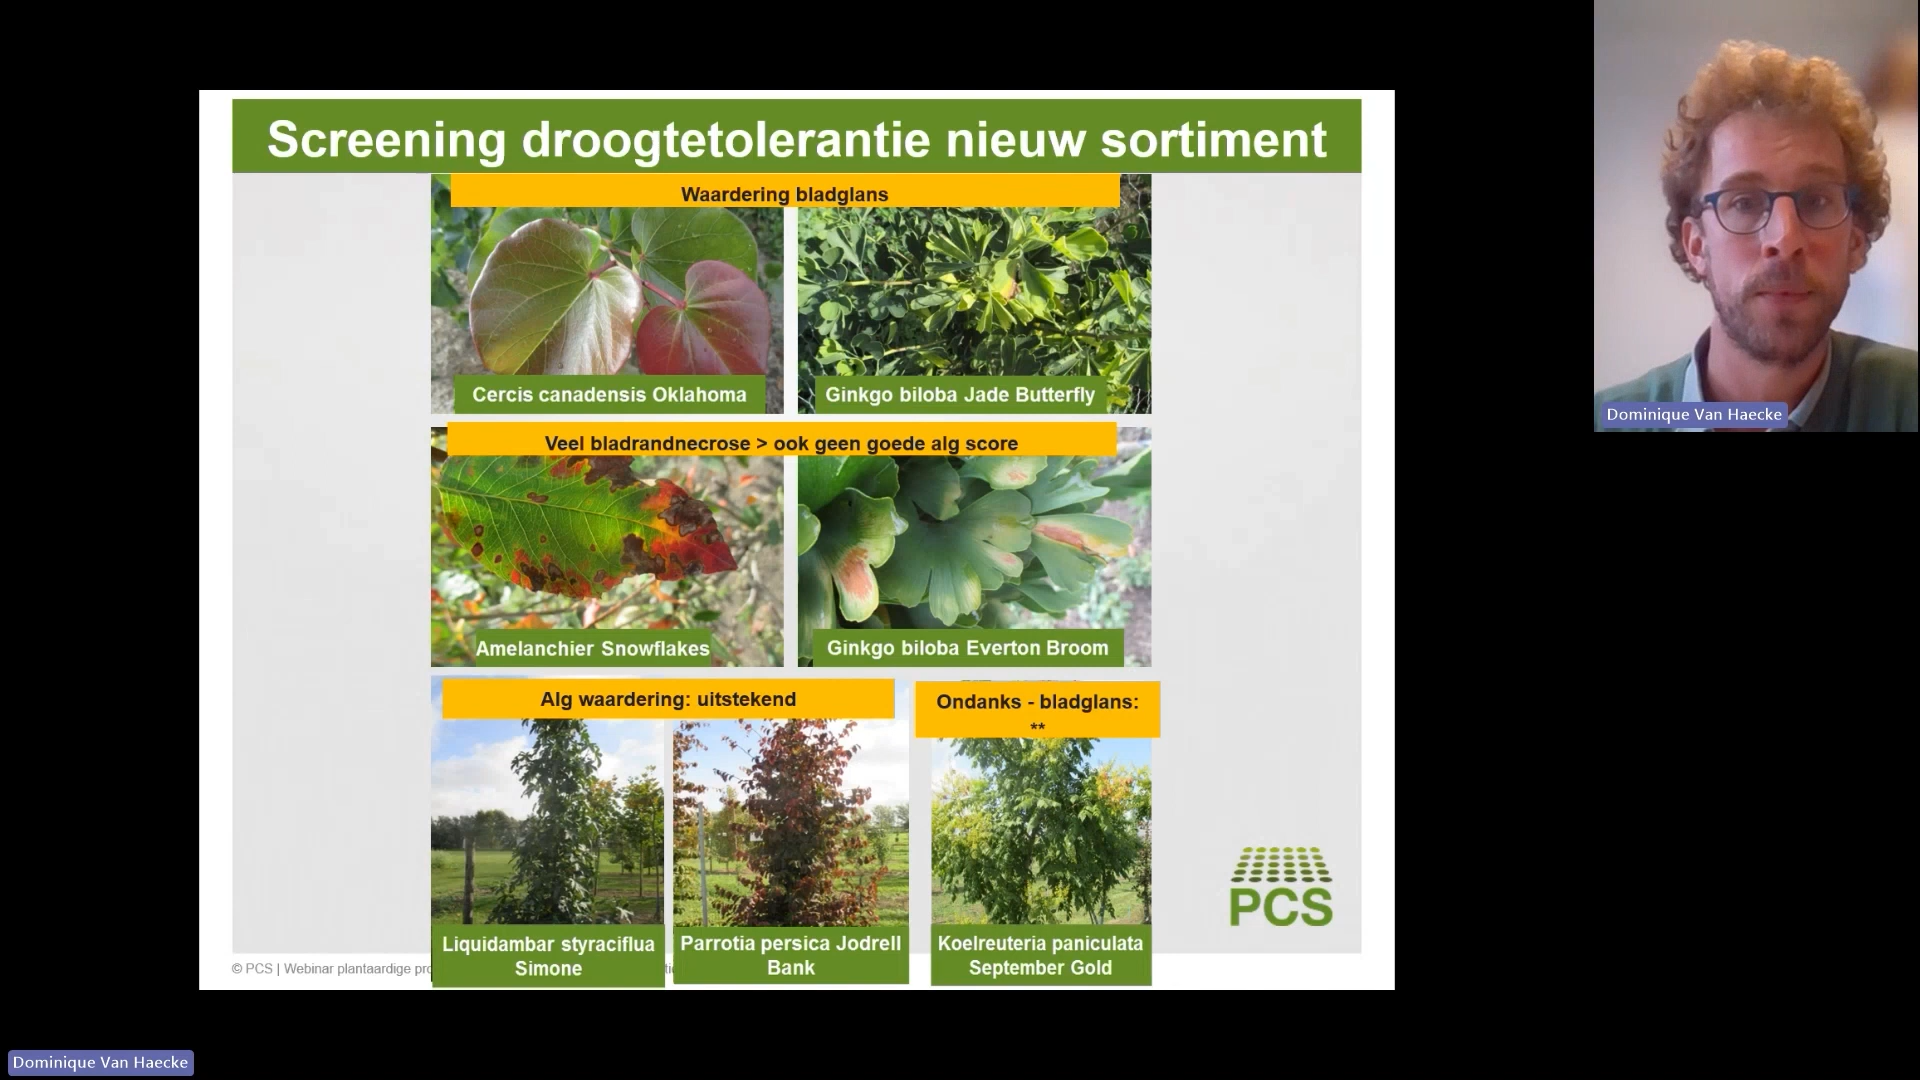 Screening droogtetolerantie nieuw sortiment
Waardering bladglans
Cercis canadensis Oklahoma
Ginkgo biloba Jade Butterfly
Veel bladrandnecrose > ook geen goede alg score
Amelanchier Snowflakes
Ginkgo biloba Everton Broom
Alg waardering: uitstekend
Ondanks - bladglans:
**
Liquidambar styraciflua
Simone
Parrotia persica Jodrell
Bank
Koelreuteria paniculata
September Gold
PCS
© PCS | Webinar plantaardige
Dominique Van Haecke
Dominique Van Haecke